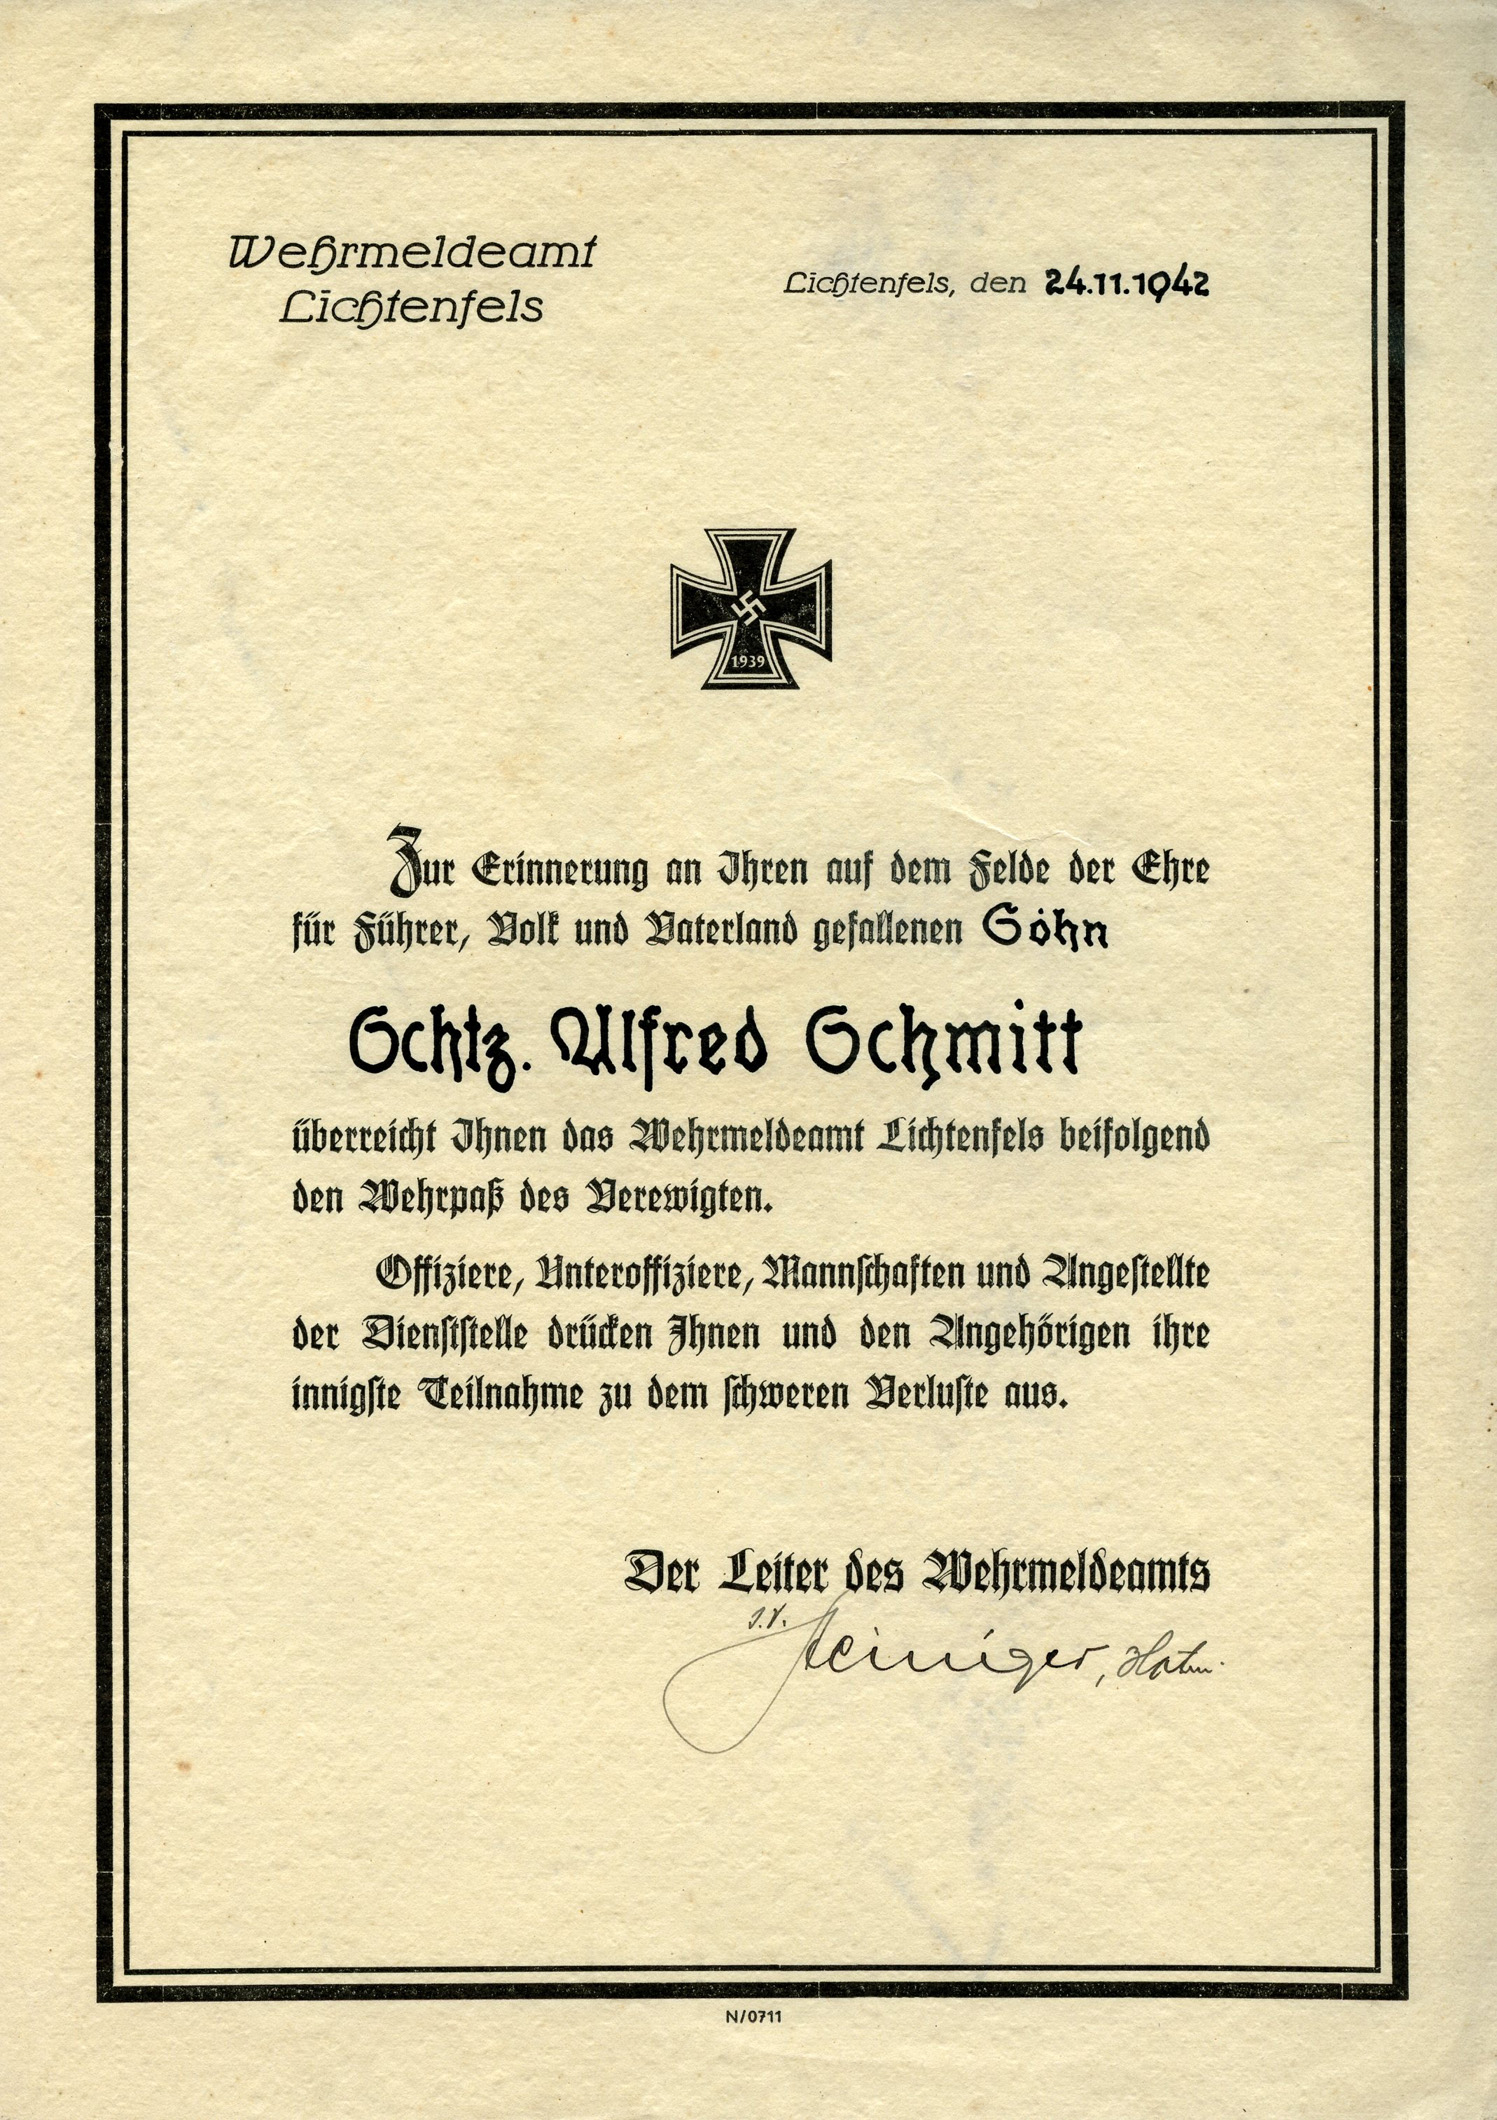 Wehrmeldeamt
Lichtenfels
Lichtenfels, den 24.11.1942
1939
Zur Erinnerung an Ihren auf dem Felde der Ehre
für Führer, Volk und Vaterland gefallenen Sohn
Schtz. Alfred Schmitt
überreicht Ihnen das Wehrmeldeamt Lichtenfels beifolgend
den Wehrpaß des Verewigten.
Offiziere, Unteroffiziere, Mannschaften und Angestellte
der Dienststelle drücken Ihnen und den Angehörigen ihre
innigste Teilnahme zu dem schweren Verluste aus.
Der Leiter des Wehrmeldeamts
J.V.
Heiniger, Hptm.
N/0711